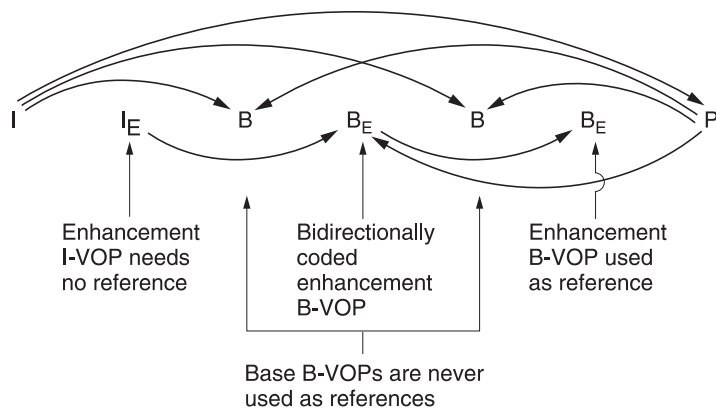 I I_E B B_E B B_E P
Enhancement
I-VOP needs
no reference
Bidirectionally
coded
enhancement
B-VOP
Enhancement
B-VOP used
as reference
Base B-VOPs are never
used as references